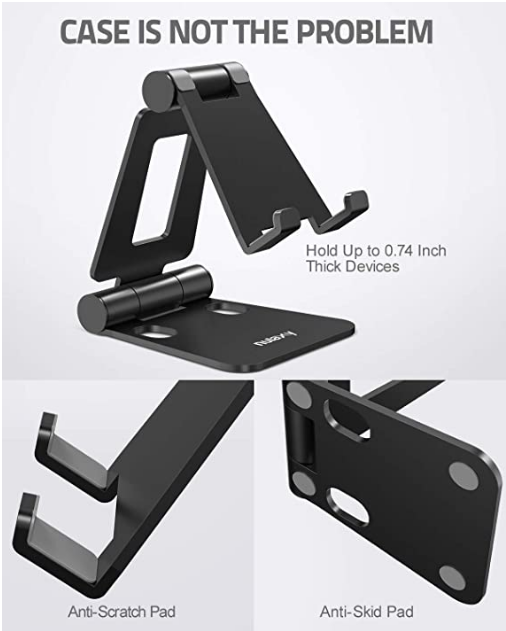 CASE IS NOT THE PROBLEM
Hold Up to 0.74 Inch
Thick Devices
nulaxy
Anti-Scratch Pad
Anti-Skid Pad